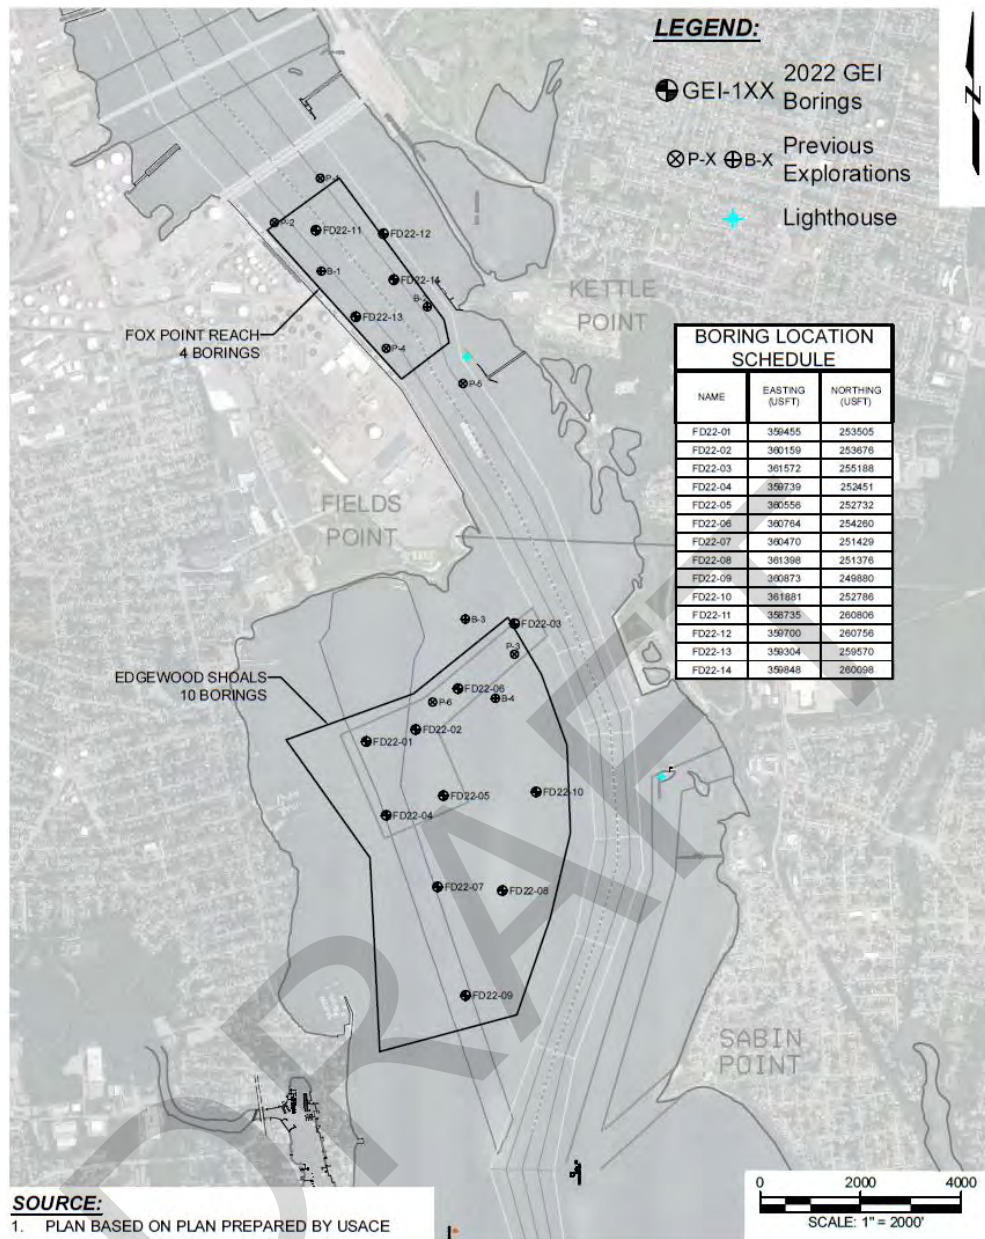 LEGEND:
GEI-1XX 2022 GEI
Borings
P-X B-X Previous
Explorations
Lighthouse
N
P-1
P-2
FD22-11
FD22-12
B-1
FD22-14
B-2
FD22-13
P-4
P-5
FOX POINT REACH
4 BORINGS
KETTLE
POINT
BORING LOCATION
SCHEDULE
NAME EASTING (USFT) NORTHING (USFT)
FD22-01 359455 253505
FD22-02 360159 253676
FD22-03 361572 255188
FD22-04 359739 252451
FD22-05 360556 252732
FD22-06 360764 254260
FD22-07 360470 251429
FD22-08 361398 251376
FD22-09 360873 249880
FD22-10 361881 252786
FD22-11 358735 260806
FD22-12 359700 260756
FD22-13 359304 259570
FD22-14 359848 260098
FIELDS
POINT
B-3
FD22-03
P-3
EDGEWOOD SHOALS
10 BORINGS
FD22-06
P-6
B-4
FD22-02
FD22-01
FD22-05
FD22-10
FD22-04
FD22-07
FD22-08
FD22-09
SABIN
POINT
DRAFT
SOURCE:
1. PLAN BASED ON PLAN PREPARED BY USACE
0 2000 4000
SCALE: 1" = 2000'